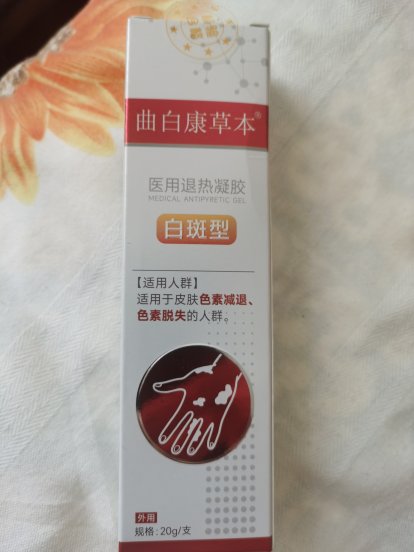 曲白康草本®
医用退热凝胶
MEDICAL ANTIPYRETIC GEL
白斑型
【适用人群】
适用于皮肤色素减退、
色素脱失的人群。
外用
规格:20g/支